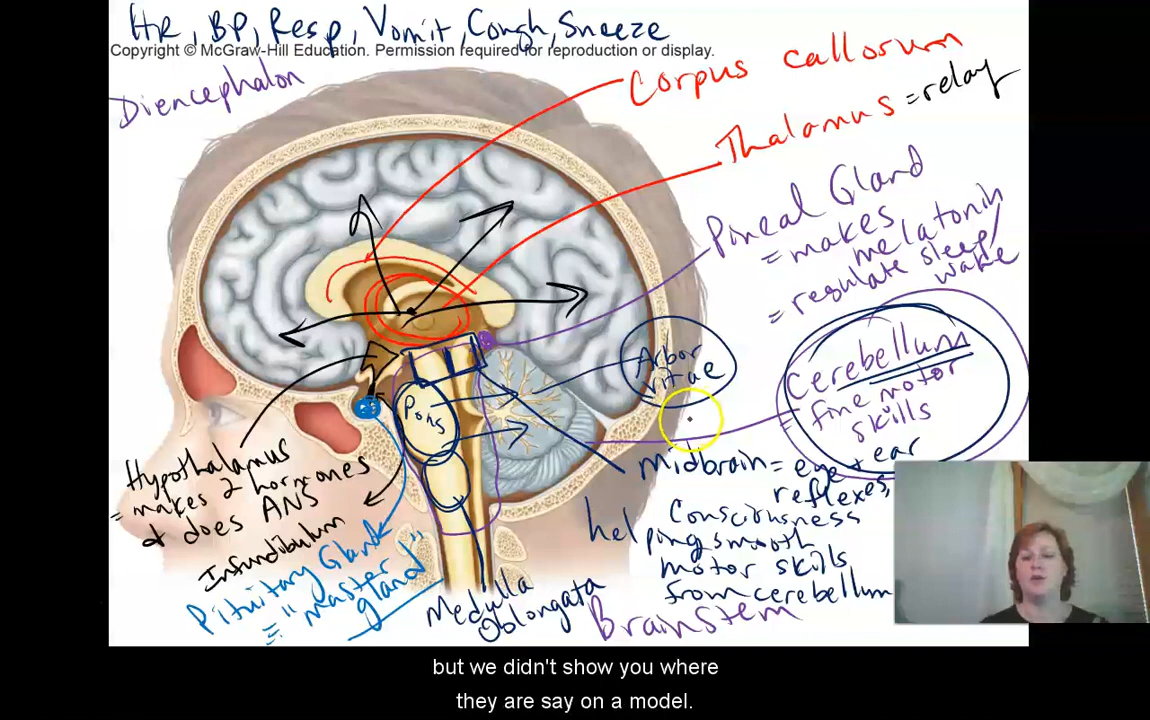 HR, BP, Resp, Vomit, Cough, Sneeze
Copyright © McGraw-Hill Education. Permission required for reproduction or display.
Diencephalon
Corpus callorum
Thalamus = relay
Pineal Gland
= makes
melatonin
= regulate sleep/
wake
Arbor
vitae
Cerebellum
= fine motor
skills
Pons
Midbrain = eye + ear
reflexes,
Consciousness
helping smooth
motor skills
from cerebellum
Hypothalamus
= makes 2 hormones
& does ANS
Infundibulum
Pituitary Gland
= "master
gland"
Medulla
Oblongata
Brainstem
but we didn't show you where
they are say on a model.